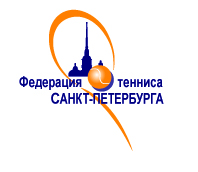 Федерация тенниса
САНКТ-ПЕТЕРБУРГА